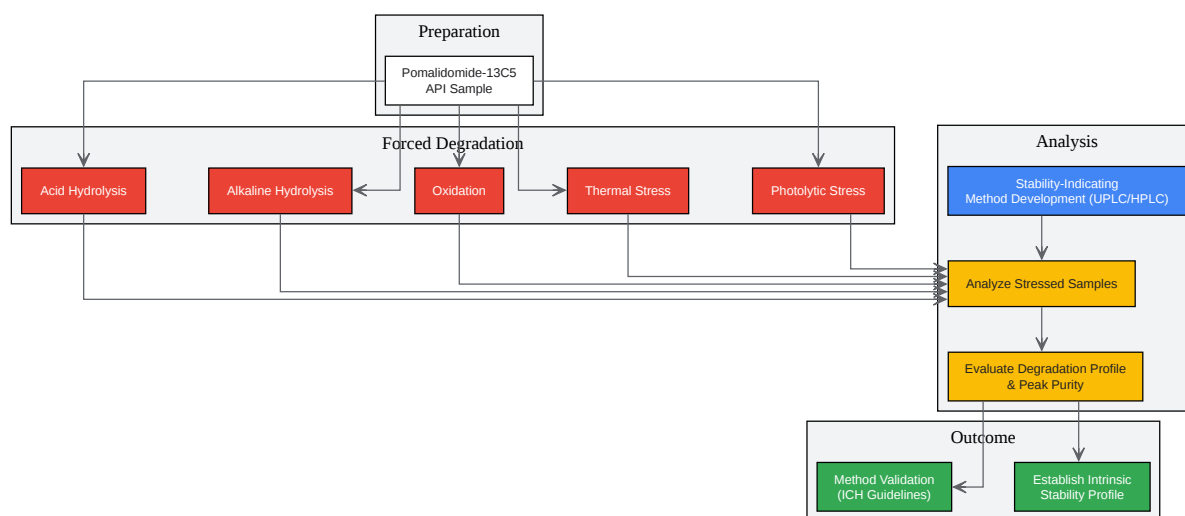 Preparation
Pomalidomide-13C5
API Sample
Forced Degradation
Acid Hydrolysis
Alkaline Hydrolysis
Oxidation
Thermal Stress
Photolytic Stress
Analysis
Stability-Indicating
Method Development (UPLC/HPLC)
Analyze Stressed Samples
Evaluate Degradation Profile
& Peak Purity
Outcome
Method Validation
(ICH Guidelines)
Establish Intrinsic
Stability Profile